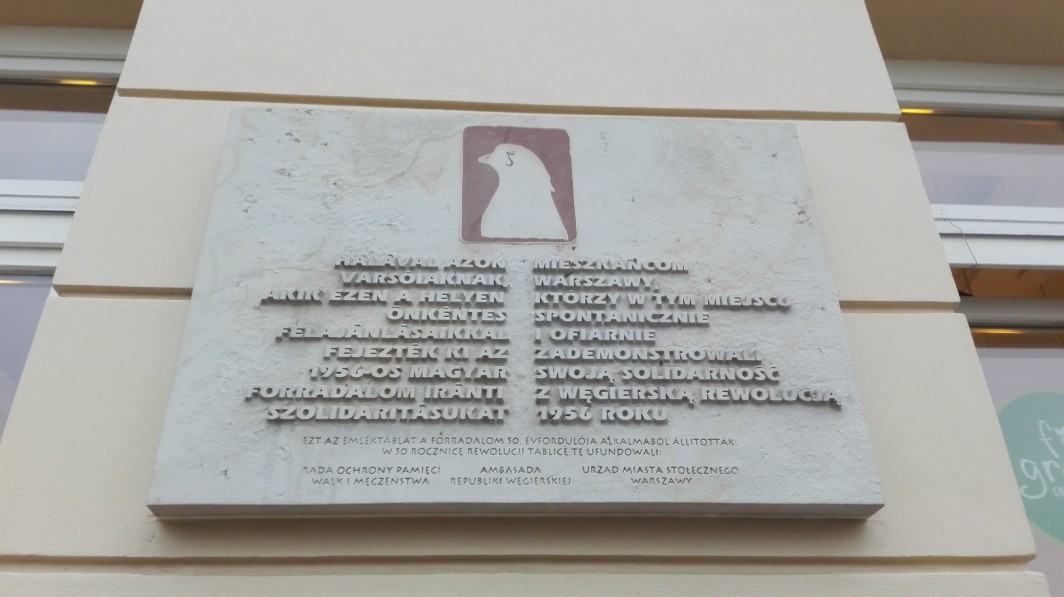 HÁLÁVAL AZON
VARSÓIAKNAK,
AKIK EZEN A HELYEN
ÖNKÉNTES
FELAJÁNLÁSAIKKAL
FEJEZTÉK KI AZ
1956-OS MAGYAR
FORRADALOM IRÁNTI
SZOLIDARITÁSUKAT
MIESZKAŃCOM
WARSZAWY,
KTÓRZY W TYM MIEJSCU
SPONTANICZNIE
I OFIARNIE
ZADEMONSTROWALI
SWOJĄ SOLIDARNOŚĆ
Z WĘGIERSKĄ REWOLUCJĄ
1956 ROKU
EZT AZ EMLÉKTÁBLÁT A FORRADALOM 50. ÉVFORDULÓJA ALKALMÁBÓL ÁLLÍTOTTÁK:
W 50 ROCZNICĘ REWOLUCJI TABLICĘ TĘ UFUNDOWALI:
RADA OCHRONY PAMIĘCI
WALK I MĘCZEŃSTWA
AMBASADA
REPUBLIKI WĘGIERSKIEJ
URZĄD MIASTA STOŁECZNEGO
WARSZAWY